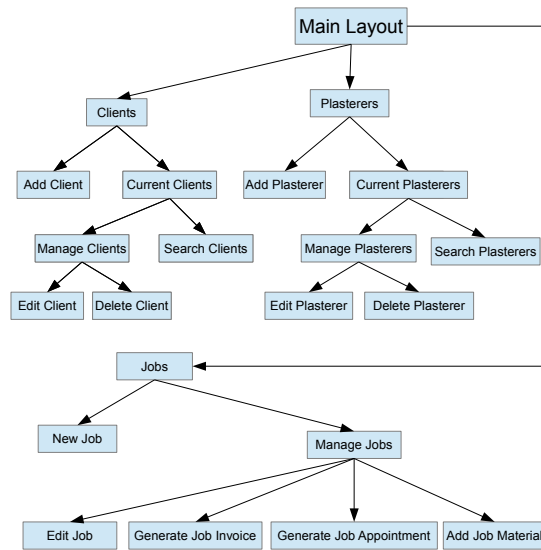 Main Layout
Clients
Plasterers
Add Client
Current Clients
Add Plasterer
Current Plasterers
Manage Clients
Search Clients
Manage Plasterers
Search Plasterers
Edit Client
Delete Client
Edit Plasterer
Delete Plasterer
Jobs
New Job
Manage Jobs
Edit Job
Generate Job Invoice
Generate Job Appointment
Add Job Material